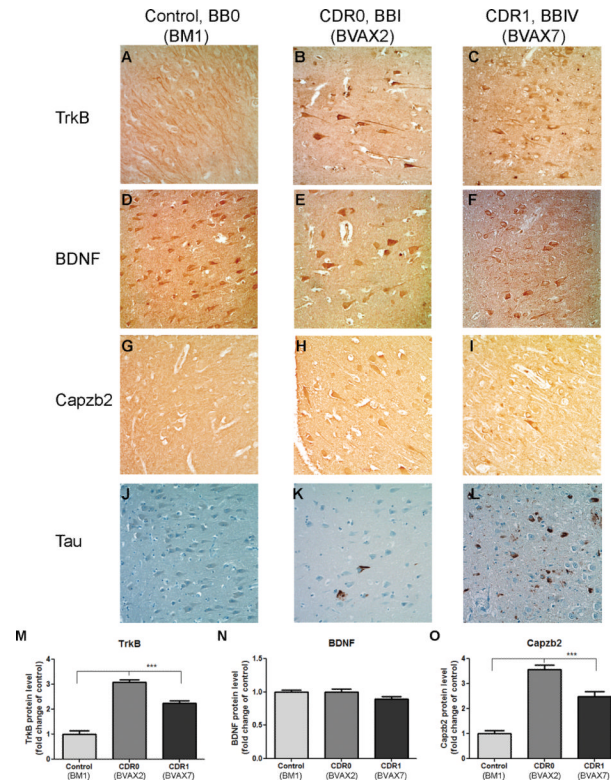 Control, BB0 CDR0, BBI CDR1, BBIV
(BM1) (BVAX2) (BVAX7)
A B C
TrkB
D E F
BDNF
G H I
Capzb2
J K L
Tau
M TrkB
TrkB protein level
(fold change of control)
4
3
2
1
0
***
Control CDR0 CDR1
(BM1) (BVAX2) (BVAX7)
N BDNF
BDNF protein level
(fold change of control)
1.5
1.0
0.5
0.0
Control CDR0 CDR1
(BM1) (BVAX2) (BVAX7)
O Capzb2
Capzb2 protein level
(fold change of control)
4
3
2
1
0
***
Control CDR0 CDR1
(BM1) (BVAX2) (BVAX7)